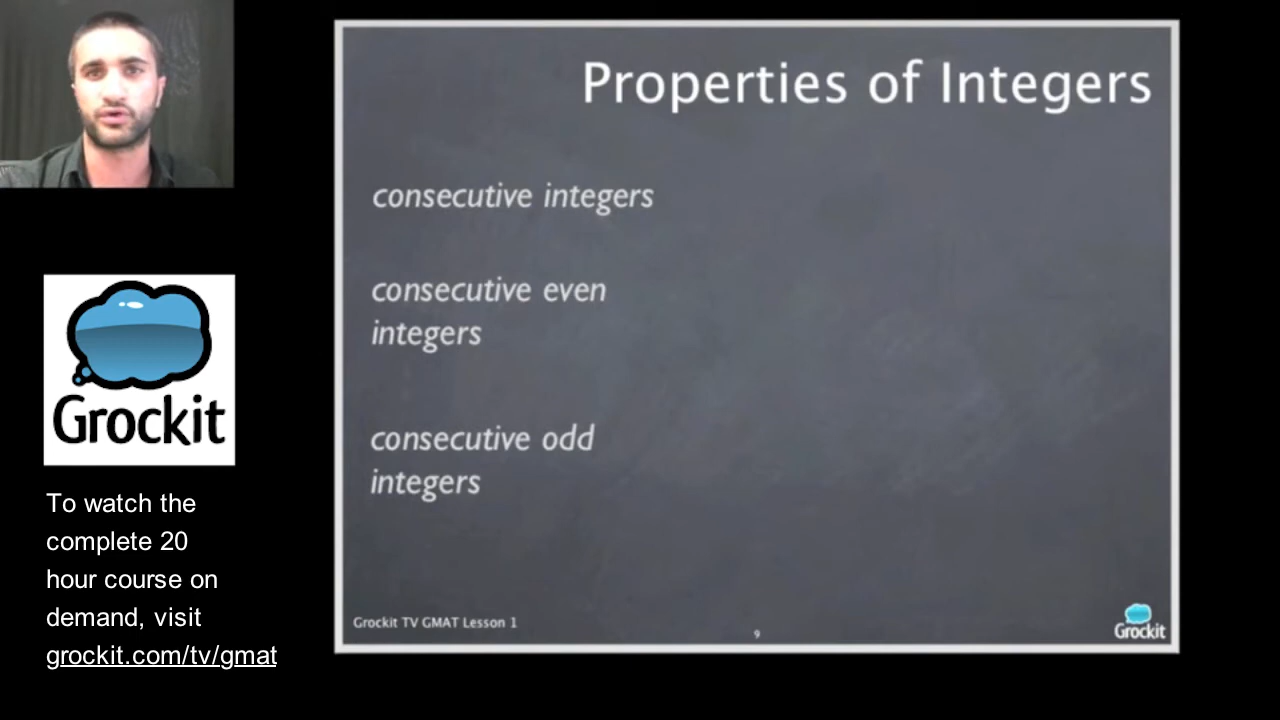 Properties of Integers
consecutive integers
consecutive even
integers
consecutive odd
integers
Grockit TV GMAT Lesson 1
9
Grockit
Grockit
To watch the
complete 20
hour course on
demand, visit
grockit.com/tv/gmat